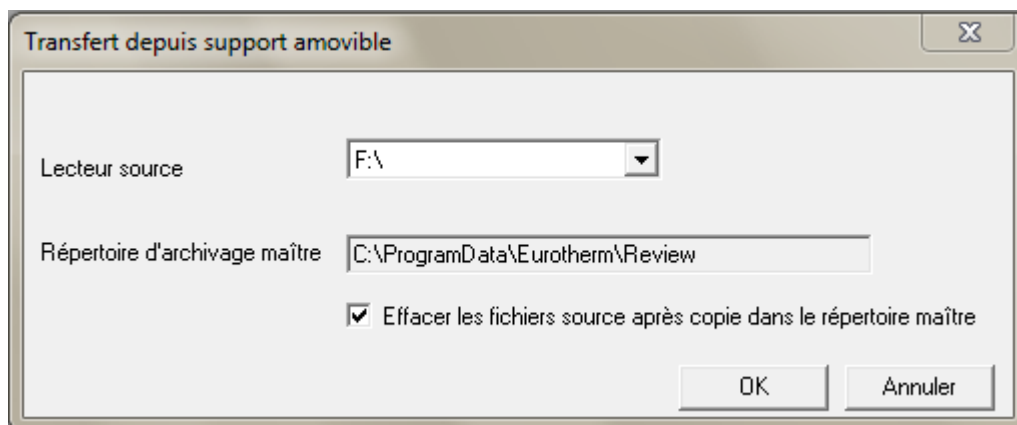 Transfert depuis support amovible
Lecteur source
F:\
Répertoire d'archivage maître
C:\ProgramData\Eurotherm\Review
Effacer les fichiers source après copie dans le répertoire maître
OK
Annuler